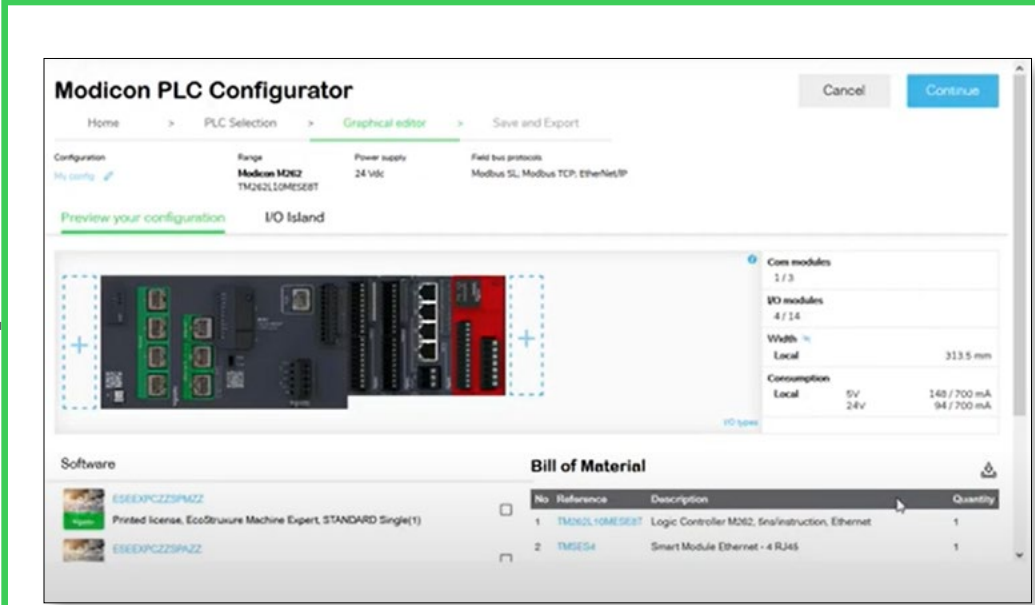 Modicon PLC Configurator
Cancel
Continue
Home > PLC Selection > Graphical editor > Save and Export
Configuration
My config
Range
Modicon M262
TM262L10MESE8T
Power supply
24 Vdc
Field bus protocols
Modbus SL, Modbus TCP, EtherNet/IP
Preview your configuration
I/O Island
Com modules
1 / 3
I/O modules
4 / 14
Width
Local 313.5 mm
Consumption
Local 5V 148 / 700 mA
24V 94 / 700 mA
I/O types
Software
ESEEXPCZZSPMZZ
Printed license, EcoStruxure Machine Expert, STANDARD Single(1)
ESEEXPCZZSPAZZ
Bill of Material
No Reference Description Quantity
1 TM262L10MESE8T Logic Controller M262, 5ns/instruction, Ethernet 1
2 TMSES4 Smart Module Ethernet - 4 RJ45 1